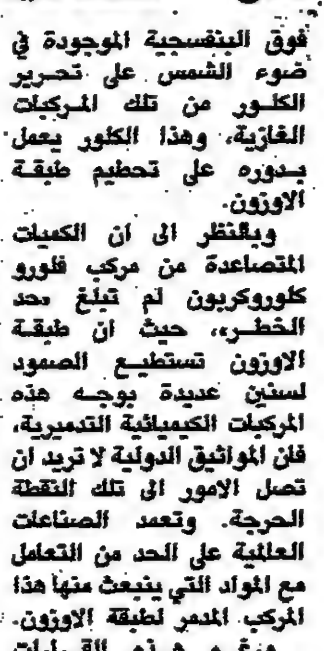 فوق البنفسجية الموجودة في
ضوء الشمس على تحرير
الكلور من تلك المركبات
الغازية، وهذا الكلور يعمل
بدوره على تحطيم طبقة
الاوزون.
وبالنظر الى ان الكميات
المتصاعدة من مركب فلورو
كلوروكربون لم تبلغ «حد
الخطر»، حيث ان طبقة
الاوزون تستطيع الصمود
لسنين عديدة بوجه هذه
المركبات الكيميائية التدميرية،
فان المواثيق الدولية لا تريد ان
تصل الامور الى تلك النقطة
الحرجة. وتعمد الصناعات
العالمية على الحد من التعامل
مع المواد التي ينبعث منها هذا
المركب المدمر لطبقة الاوزون.